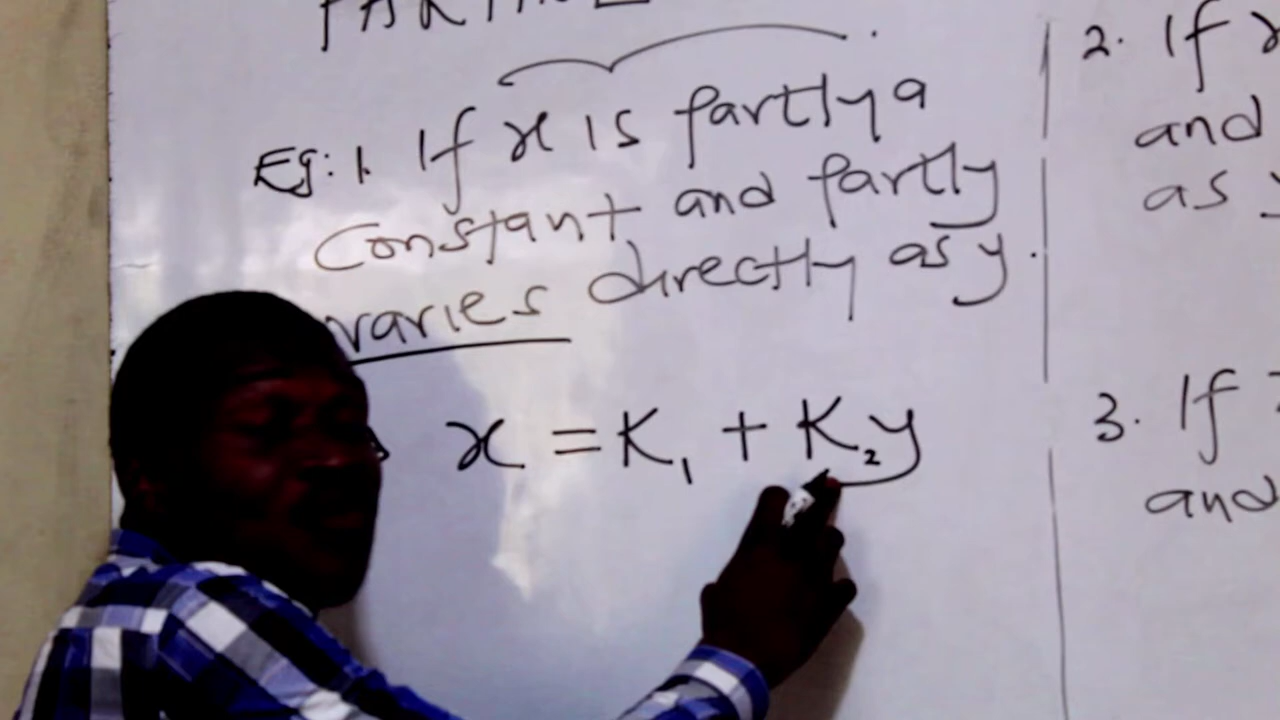 Eg: 1. If x is partly a
Constant and partly
varies directly as y.
x = K₁ + K₂y
2. If
and
as
3. If
and